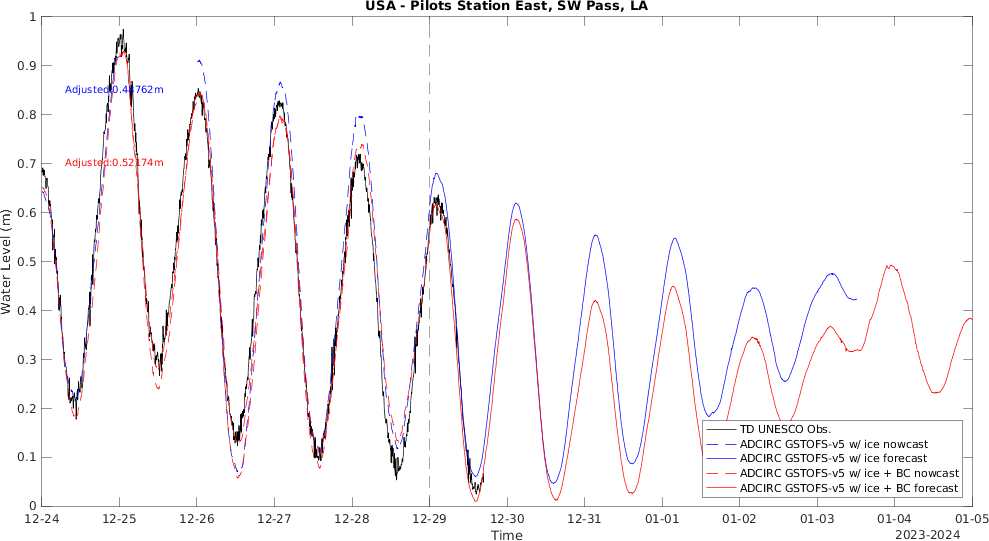 USA - Pilots Station East, SW Pass, LA
1
0.9
0.8
0.7
0.6
0.5
0.4
0.3
0.2
0.1
0
Water Level (m)
Adjusted:0.48762m
Adjusted:0.52174m
TD UNESCO Obs.
ADCIRC GSTOFS-v5 w/ ice nowcast
ADCIRC GSTOFS-v5 w/ ice forecast
ADCIRC GSTOFS-v5 w/ ice + BC nowcast
ADCIRC GSTOFS-v5 w/ ice + BC forecast
12-24 12-25 12-26 12-27 12-28 12-29 12-30 12-31 01-01 01-02 01-03 01-04 01-05
Time
2023-2024